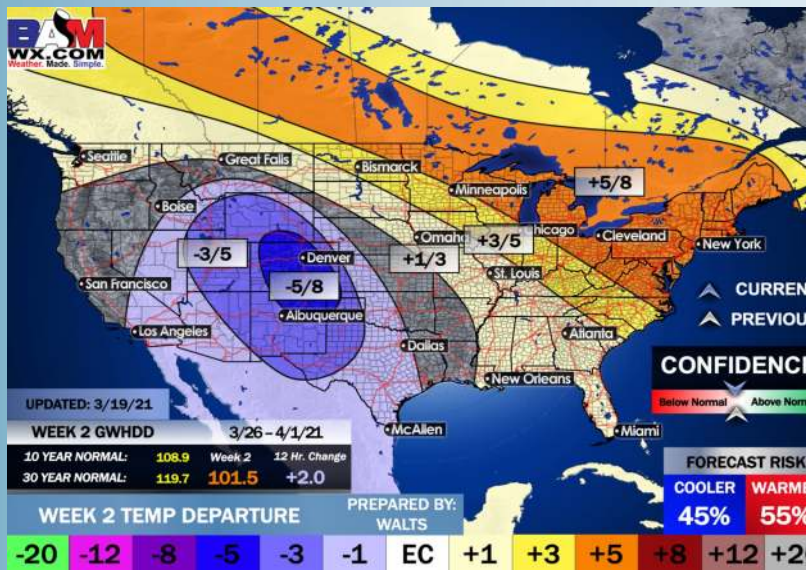 BAM
WX.COM
Weather. Made. Simple.
Seattle
Great Falls
Bismarck
Minneapolis
+5/8
Boise
Omaha
+3/5
Chicago
Cleveland
New York
-3/5
Denver
+1/3
St. Louis
San Francisco
-5/8
Albuquerque
Los Angeles
Dallas
Atlanta
New Orleans
McAllen
Miami
CURREN
PREVIOU
CONFIDENCE
Below Normal
Above Norm
UPDATED: 3/19/21
WEEK 2 GWHDD 3/26 – 4/1/21
10 YEAR NORMAL: 108.9 Week 2 12 Hr. Change
30 YEAR NORMAL: 119.7 101.5 +2.0
WEEK 2 TEMP DEPARTURE
PREPARED BY:
WALTS
FORECAST RISK
COOLER WARME
45% 55%
-20 -12 -8 -5 -3 -1 EC +1 +3 +5 +8 +12 +2